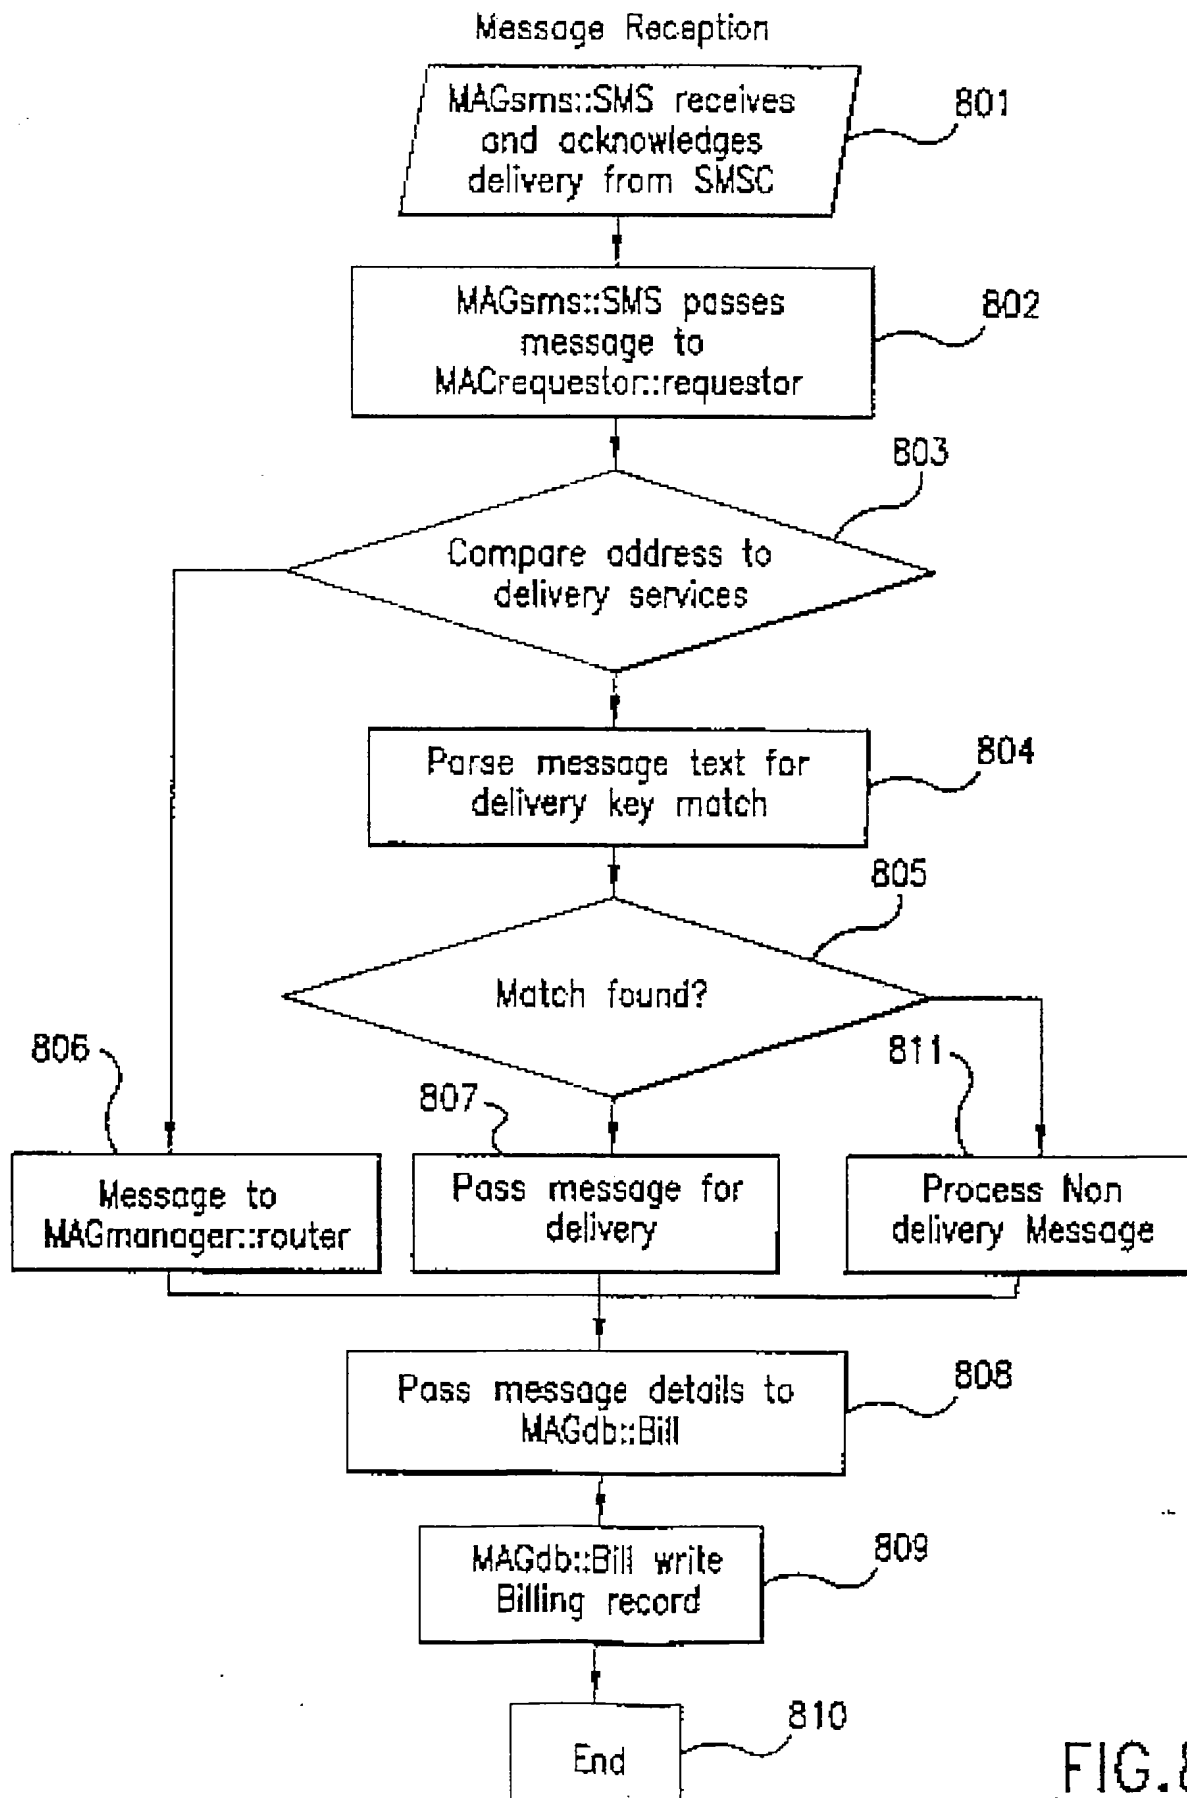 Message Reception
MAGsms::SMS receives
and acknowledges
delivery from SMSC
801
MAGsms::SMS passes
message to
MACrequestor::requestor
802
803
Compare address to
delivery services
Parse message text for
delivery key match
804
805
Match found?
806
807
811
Message to
MAGmanager::router
Pass message for
delivery
Process Non
delivery Message
Pass message details to
MAGdb::Bill
808
MAGdb::Bill write
Billing record
809
End
810
FIG.8